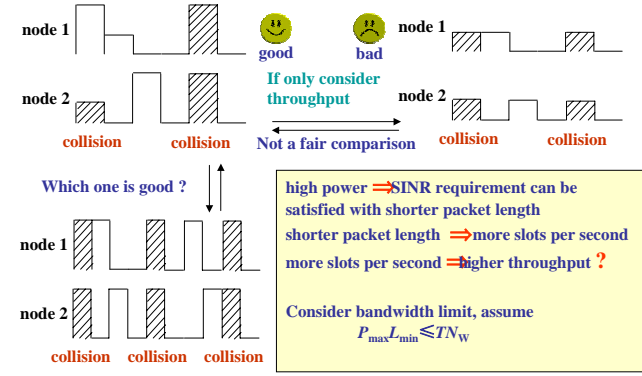 node 1
good
bad
node 1
node 2
If only consider
throughput
node 2
collision
collision
Not a fair comparison
collision
collision
Which one is good ?
node 1
node 2
collision
collision
collision
high power ⇒ SINR requirement can be
satisfied with shorter packet length
shorter packet length ⇒ more slots per second
more slots per second ⇒ higher throughput ?
Consider bandwidth limit, assume
PmaxLmin≤TNW